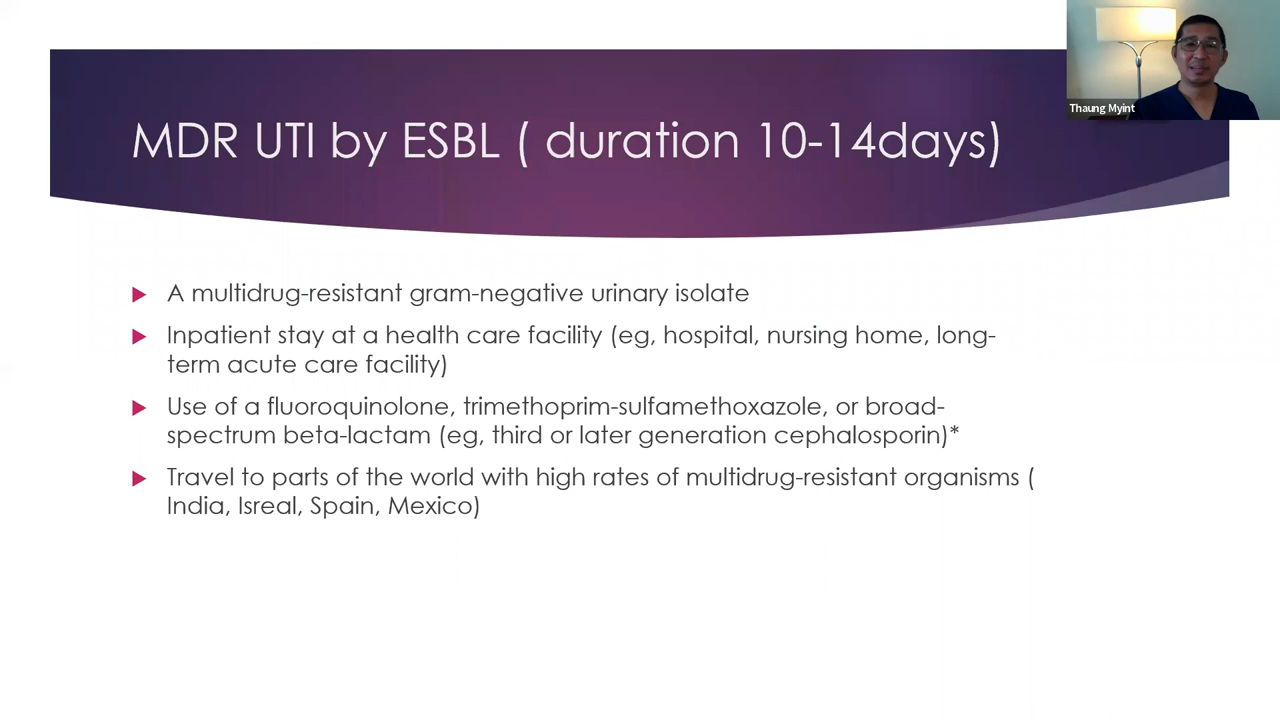 Thaung Myint
MDR UTI by ESBL ( duration 10-14days)
A multidrug-resistant gram-negative urinary isolate
Inpatient stay at a health care facility (eg, hospital, nursing home, long-
term acute care facility)
Use of a fluoroquinolone, trimethoprim-sulfamethoxazole, or broad-
spectrum beta-lactam (eg, third or later generation cephalosporin)*
Travel to parts of the world with high rates of multidrug-resistant organisms (
India, Isreal, Spain, Mexico)